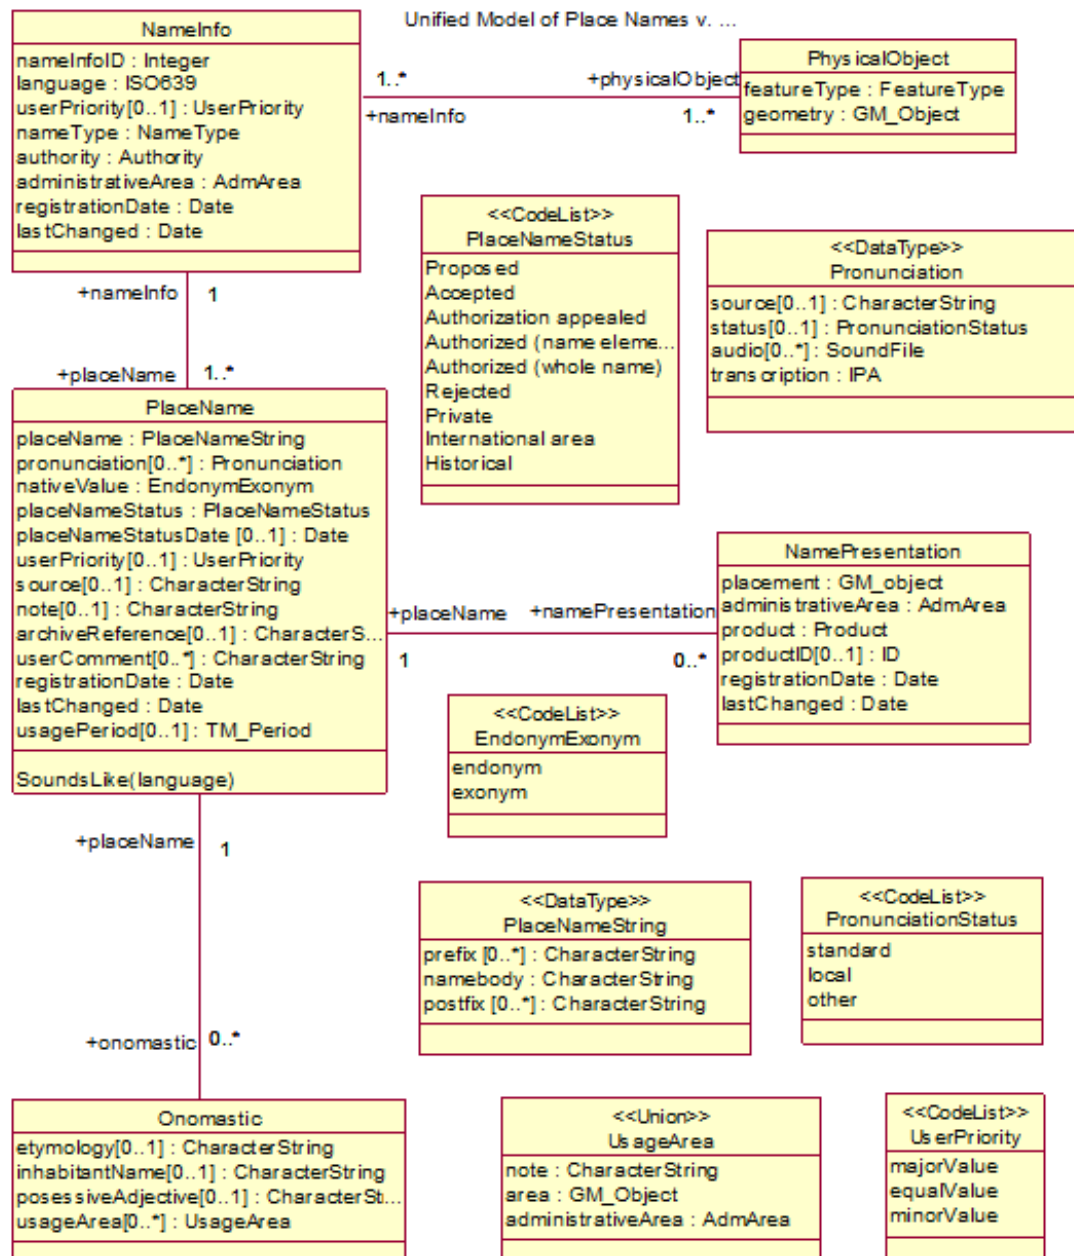 Unified Model of Place Names v. ...
NameInfo
nameInfoID : Integer
language : ISO639
userPriority[0..1] : UserPriority
nameType : NameType
authority : Authority
administrativeArea : AdmArea
registrationDate : Date
lastChanged : Date
1..*
+physicalObject
+nameInfo
1..*
PhysicalObject
featureType : FeatureType
geometry : GM_Object
<<CodeList>>
PlaceNameStatus
Proposed
Accepted
Authorization appealed
Authorized (name eleme...
Authorized (whole name)
Rejected
Private
International area
Historical
<<DataType>>
Pronunciation
source[0..1] : CharacterString
status[0..1] : PronunciationStatus
audio[0..*] : SoundFile
transcription : IPA
+nameInfo
1
+placeName
1..*
PlaceName
placeName : PlaceNameString
pronunciation[0..*] : Pronunciation
nativeValue : EndonymExonym
placeNameStatus : PlaceNameStatus
placeNameStatusDate [0..1] : Date
userPriority[0..1] : UserPriority
source[0..1] : CharacterString
note[0..1] : CharacterString
archiveReference[0..1] : CharacterS...
userComment[0..*] : CharacterString
registrationDate : Date
lastChanged : Date
usagePeriod[0..1] : TM_Period
SoundsLike(language)
+placeName
+namePresentation
1
0..*
NamePresentation
placement : GM_object
administrativeArea : AdmArea
product : Product
productID[0..1] : ID
registrationDate : Date
lastChanged : Date
<<CodeList>>
EndonymExonym
endonym
exonym
+placeName
1
<<DataType>>
PlaceNameString
prefix [0..*] : CharacterString
namebody : CharacterString
postfix [0..*] : CharacterString
<<CodeList>>
PronunciationStatus
standard
local
other
+onomastic
0..*
Onomastic
etymology[0..1] : CharacterString
inhabitantName[0..1] : CharacterString
posessiveAdjective[0..1] : CharacterSt...
usageArea[0..*] : UsageArea
<<Union>>
UsageArea
note : CharacterString
area : GM_Object
administrativeArea : AdmArea
<<CodeList>>
UserPriority
majorValue
equalValue
minorValue